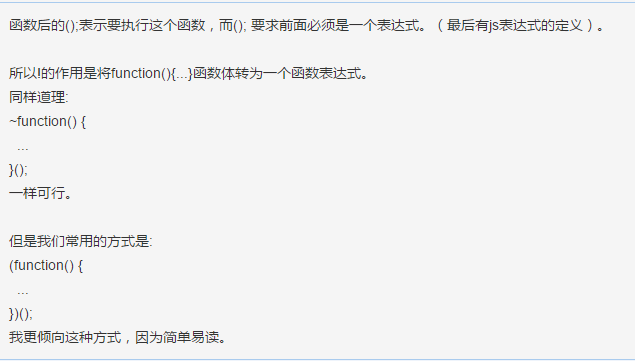 函数后的();表示要执行这个函数，而(); 要求前面必须是一个表达式。（最后有js表达式的定义）。
所以!的作用是将function(){...}函数体转为一个函数表达式。
同样道理:
~function() {
...
}();
一样可行。
但是我们常用的方式是:
(function() {
...
})();
我更倾向这种方式，因为简单易读。